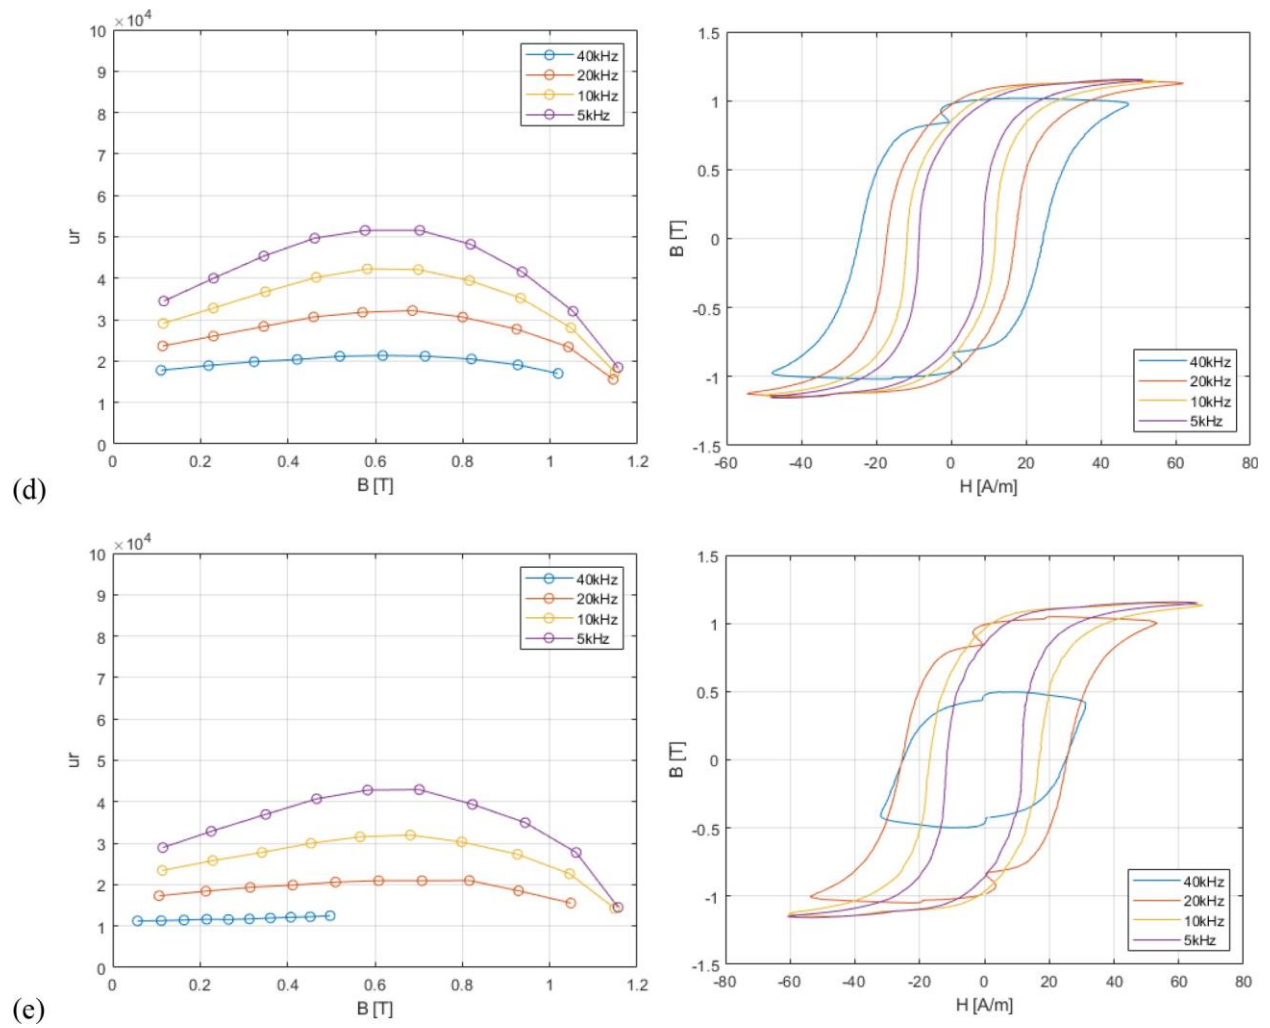 ×10⁴
10
9
8
7
6
5
4
3
2
1
0
ur
0
0.2
0.4
0.6
0.8
1
1.2
B [T]
40kHz
20kHz
10kHz
5kHz
1.5
1
0.5
0
-0.5
-1
-1.5
B [T]
-60
-40
-20
0
20
40
60
80
H [A/m]
40kHz
20kHz
10kHz
5kHz
(d)
×10⁴
10
9
8
7
6
5
4
3
2
1
0
ur
0
0.2
0.4
0.6
0.8
1
1.2
B [T]
40kHz
20kHz
10kHz
5kHz
1.5
1
0.5
0
-0.5
-1
-1.5
B [T]
-80
-60
-40
-20
0
20
40
60
80
H [A/m]
40kHz
20kHz
10kHz
5kHz
(e)